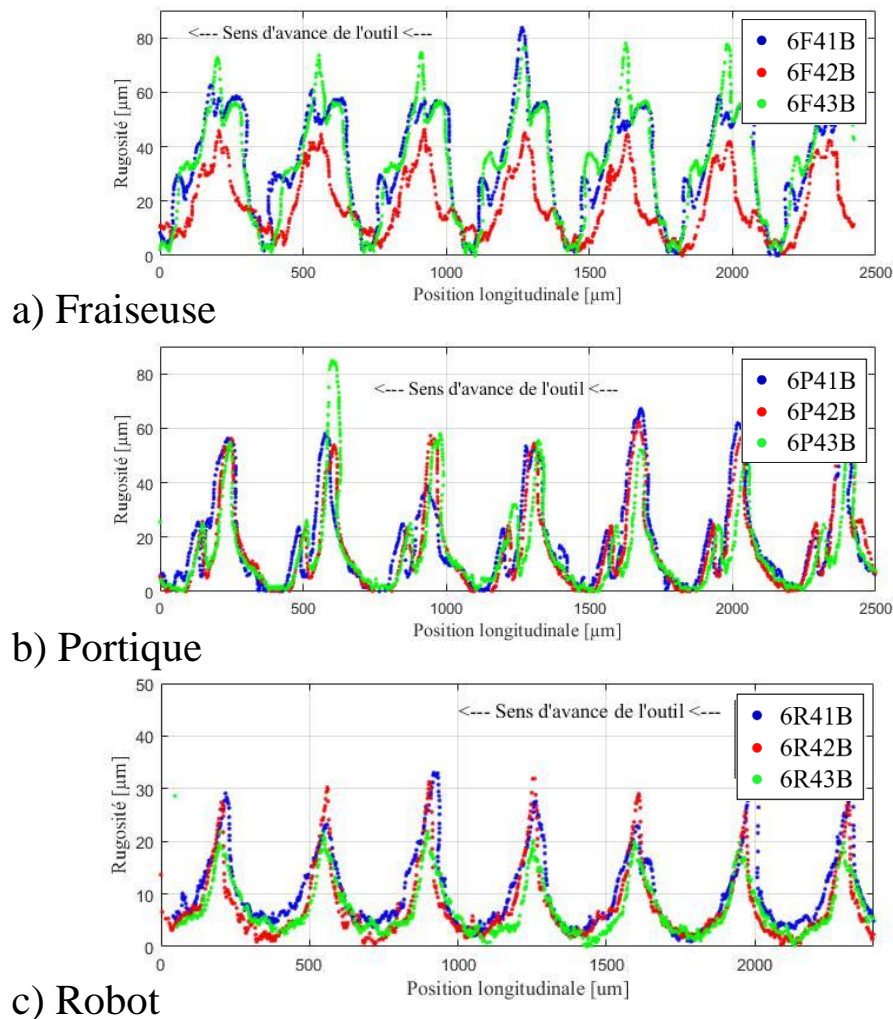 <--- Sens d'avance de l'outil <---
6F41B
6F42B
6F43B
Rugosité [µm]
80
60
40
20
0
0
500
1000
1500
2000
2500
Position longitudinale [µm]
a) Fraiseuse
<--- Sens d'avance de l'outil <---
6P41B
6P42B
6P43B
Rugosité [µm]
80
60
40
20
0
0
500
1000
1500
2000
2500
Position longitudinale [µm]
b) Portique
<--- Sens d'avance de l'outil <---
6R41B
6R42B
6R43B
Rugosité [µm]
50
40
30
20
10
0
0
500
1000
1500
2000
Position longitudinale [um]
c) Robot